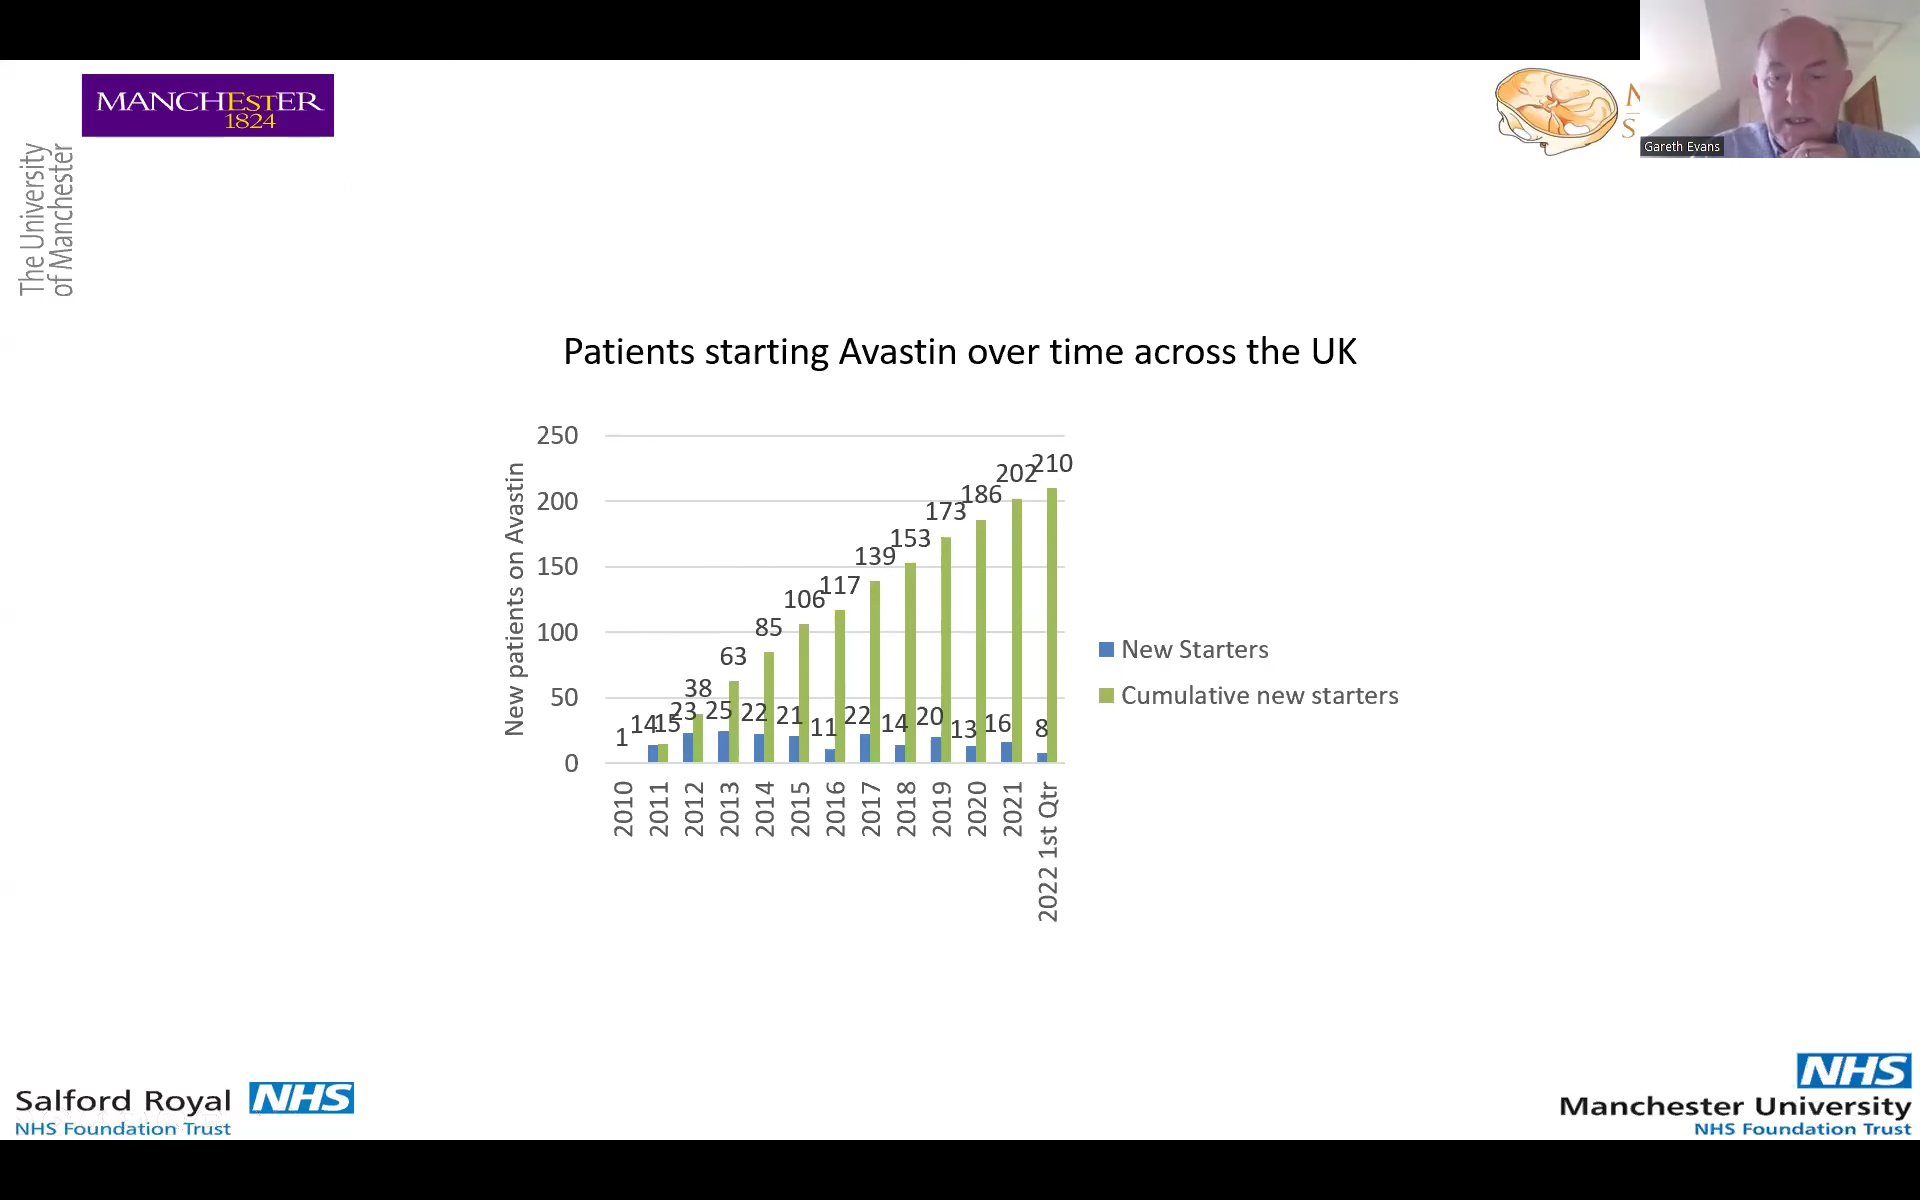 MANCHESTER
1824
The University
of Manchester
N
S
Gareth Evans
Patients starting Avastin over time across the UK
New patients on Avastin
250
200
150
100
50
0
1
14
15
23
38
25
63
22
85
21
106
11
117
22
139
14
153
20
173
13
186
16
202
8
210
2010
2011
2012
2013
2014
2015
2016
2017
2018
2019
2020
2021
2022 1st Qtr
New Starters
Cumulative new starters
Salford Royal NHS
NHS Foundation Trust
NHS
Manchester University
NHS Foundation Trust